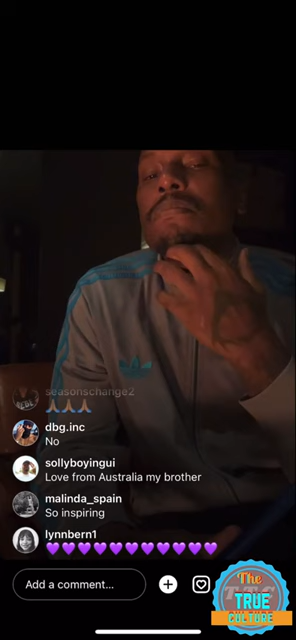 seasonschange2
🙏🏽🙏🏽🙏🏽
dbg.inc
No
sollyboyingui
Love from Australia my brother
malinda_spain
So inspiring
lynnbern1
💜💜💜💜💜💜💜💜💜💜💜
Add a comment...
The
TRUE
CULTURE